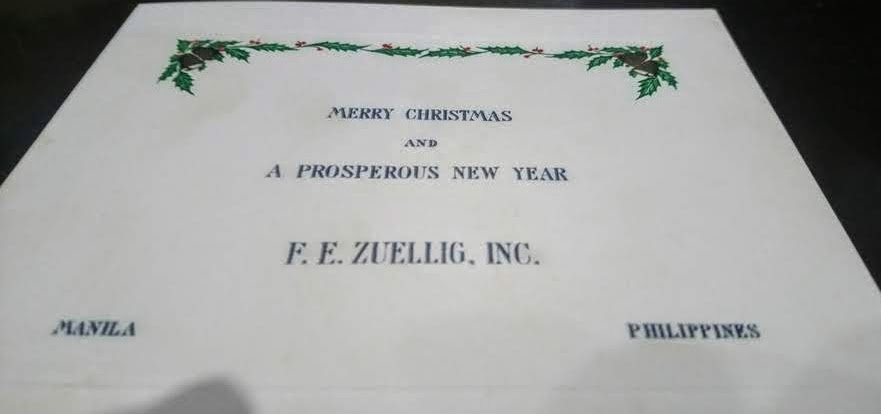 MERRY CHRISTMAS
AND
A PROSPEROUS NEW YEAR
F. E. ZUELLIG, INC.
MANILA PHILIPPINES